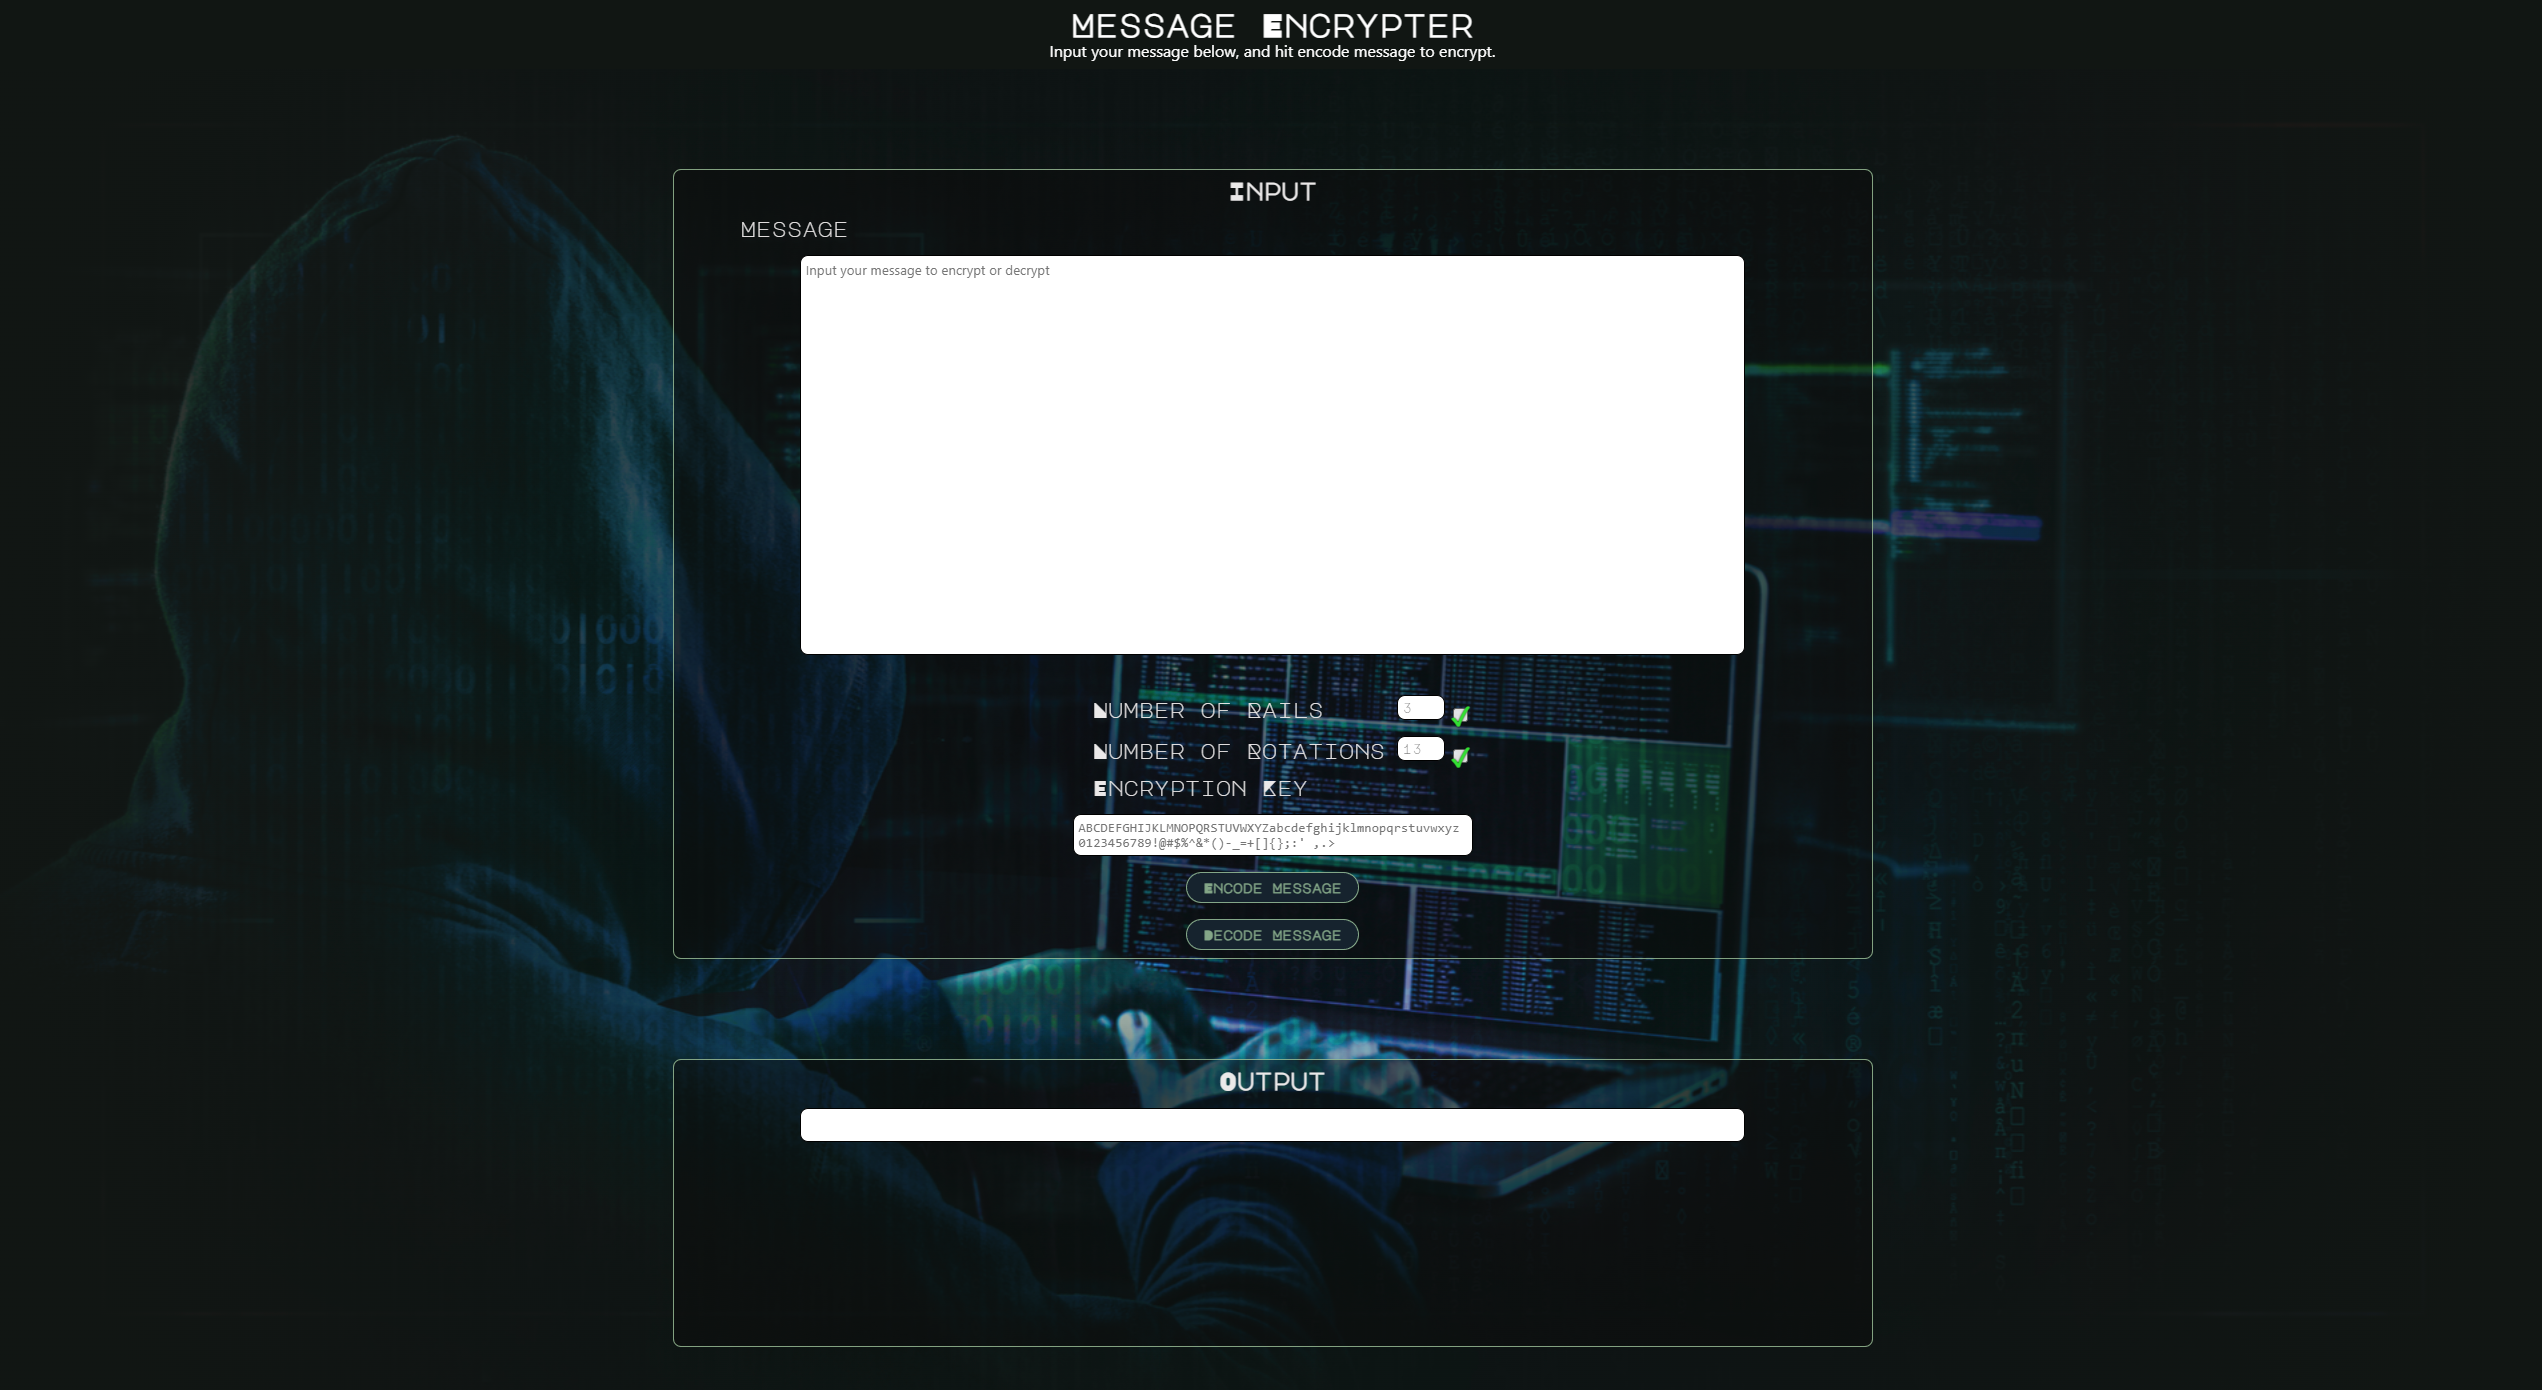 Message Encrypter
Input your message below, and hit encode message to encrypt.
Input
Message
Input your message to encrypt or decrypt
Number of Rails 3
Number of Rotations 13
Encryption Key
ABCDEFGHIJKLMNOPQRSTUVWXYZabcdefghijklmnopqrstuvwxyz
0123456789!@#$%^&*()-_=+[]{};:' ,.>
Encode Message
Decode Message
Output